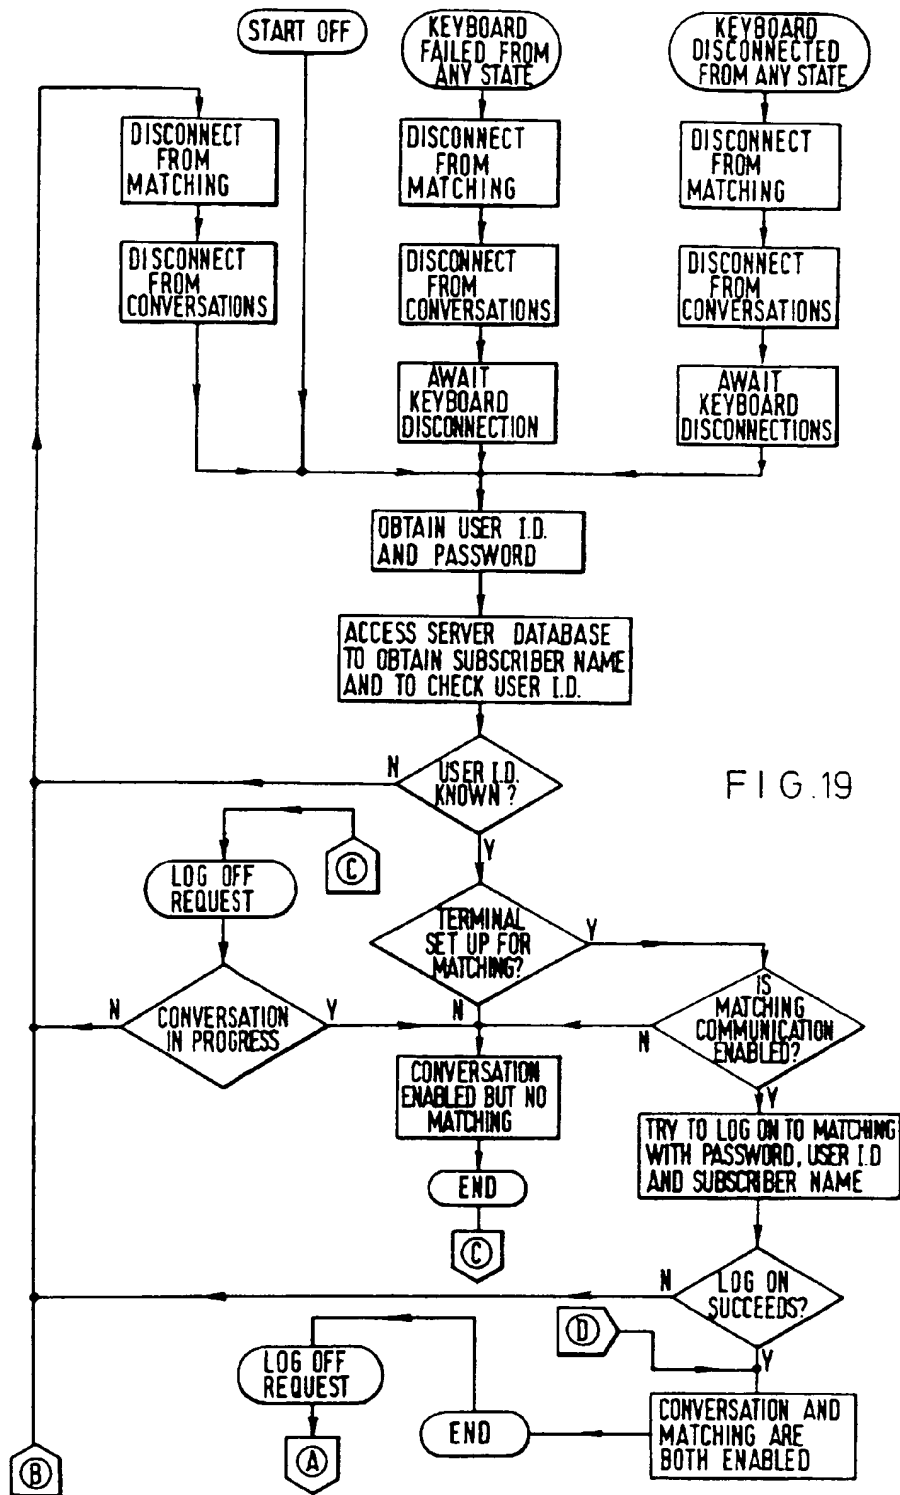 START OFF
KEYBOARD
FAILED FROM
ANY STATE
KEYBOARD
DISCONNECTED
FROM ANY STATE
DISCONNECT
FROM
MATCHING
DISCONNECT
FROM
MATCHING
DISCONNECT
FROM
MATCHING
DISCONNECT
FROM
CONVERSATIONS
DISCONNECT
FROM
CONVERSATIONS
DISCONNECT
FROM
CONVERSATIONS
AWAIT
KEYBOARD
DISCONNECTION
AWAIT
KEYBOARD
DISCONNECTIONS
OBTAIN USER I.D.
AND PASSWORD
ACCESS SERVER DATABASE
TO OBTAIN SUBSCRIBER NAME
AND TO CHECK USER I.D.
N
USER I.D.
KNOWN ?
Y
FIG.19
C
LOG OFF
REQUEST
TERMINAL
SET UP FOR
MATCHING?
Y
N
N
CONVERSATION
IN PROGRESS
Y
IS
MATCHING
COMMUNICATION
ENABLED?
N
Y
CONVERSATION
ENABLED BUT NO
MATCHING
TRY TO LOG ON TO MATCHING
WITH PASSWORD, USER I.D
AND SUBSCRIBER NAME
END
C
N
LOG ON
SUCCEEDS?
Y
D
LOG OFF
REQUEST
END
CONVERSATION AND
MATCHING ARE
BOTH ENABLED
B
A